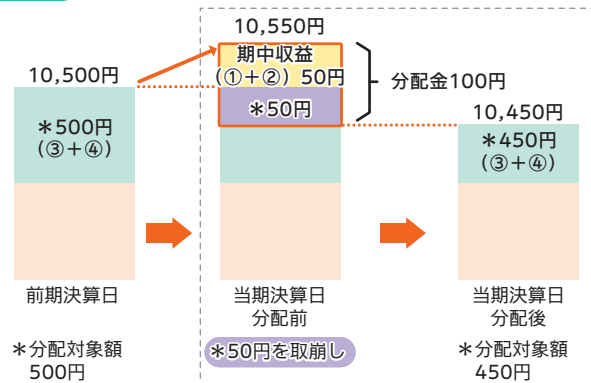 10,550円
期中収益
(①+②) 50円
*50円
分配金100円
10,500円
*500円
(③+④)
10,450円
*450円
(③+④)
前期決算日
当期決算日
分配前
当期決算日
分配後
*分配対象額
500円
*50円を取崩し
*分配対象額
450円